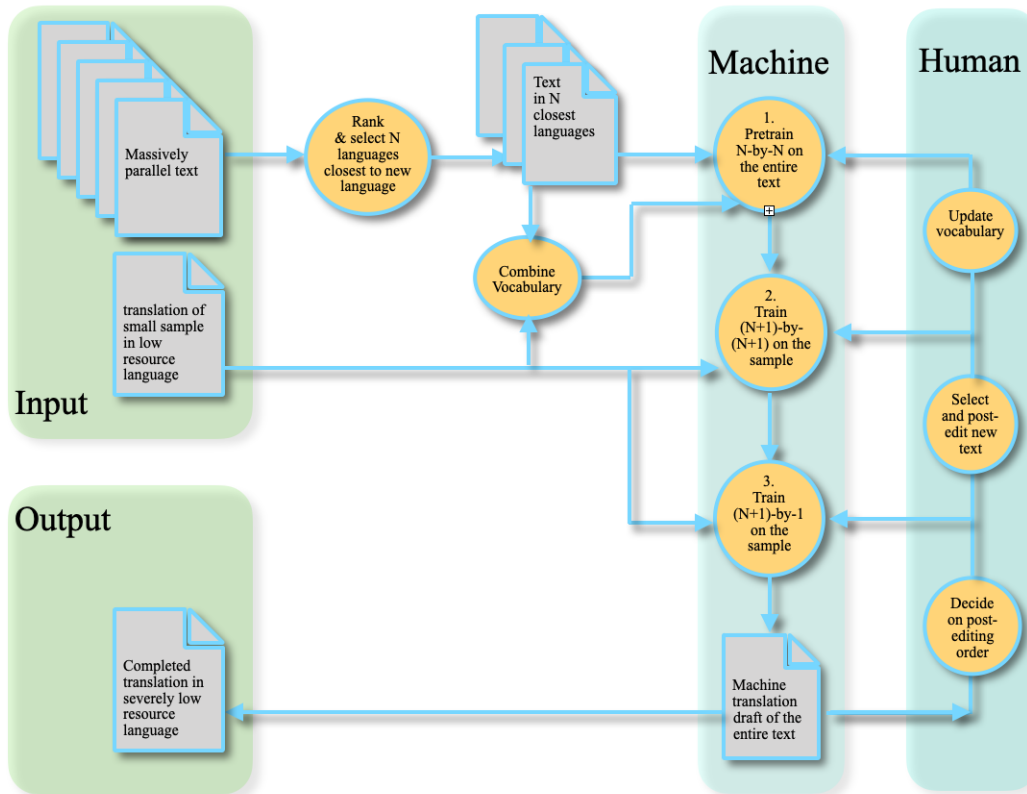 Massively
parallel text
translation of
small sample
in low
resource
language
Input
Rank
& select N
languages
closest to new
language
Text
in N
closest
languages
Combine
Vocabulary
Machine
1.
Pretrain
N-by-N on
the entire
text
2.
Train
(N+1)-by-
(N+1) on the
sample
3.
Train
(N+1)-by-1
on the
sample
Machine
translation
draft of the
entire text
Human
Update
vocabulary
Select
and post-
edit new
text
Decide
on post-
editing
order
Output
Completed
translation in
severely low
resource
language